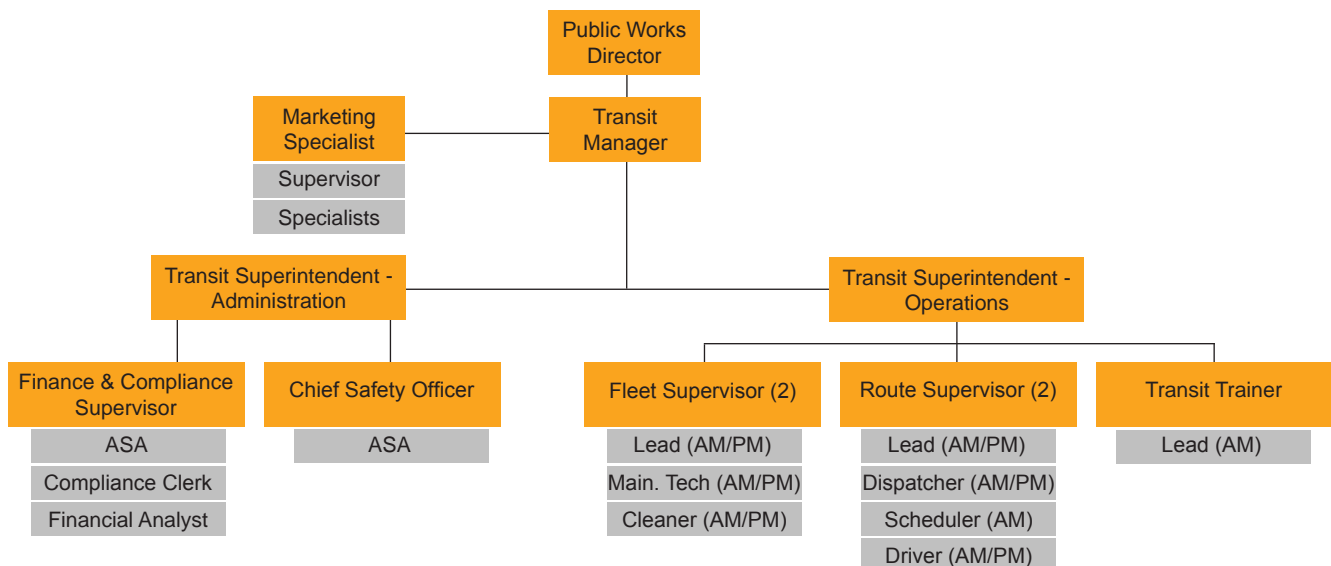 Public Works
Director
Marketing
Specialist
Transit
Manager
Supervisor
Specialists
Transit Superintendent -
Administration
Transit Superintendent -
Operations
Finance & Compliance
Supervisor
Chief Safety Officer
Fleet Supervisor (2)
Route Supervisor (2)
Transit Trainer
ASA
Compliance Clerk
Financial Analyst
ASA
Lead (AM/PM)
Main. Tech (AM/PM)
Cleaner (AM/PM)
Lead (AM/PM)
Dispatcher (AM/PM)
Scheduler (AM)
Driver (AM/PM)
Lead (AM)